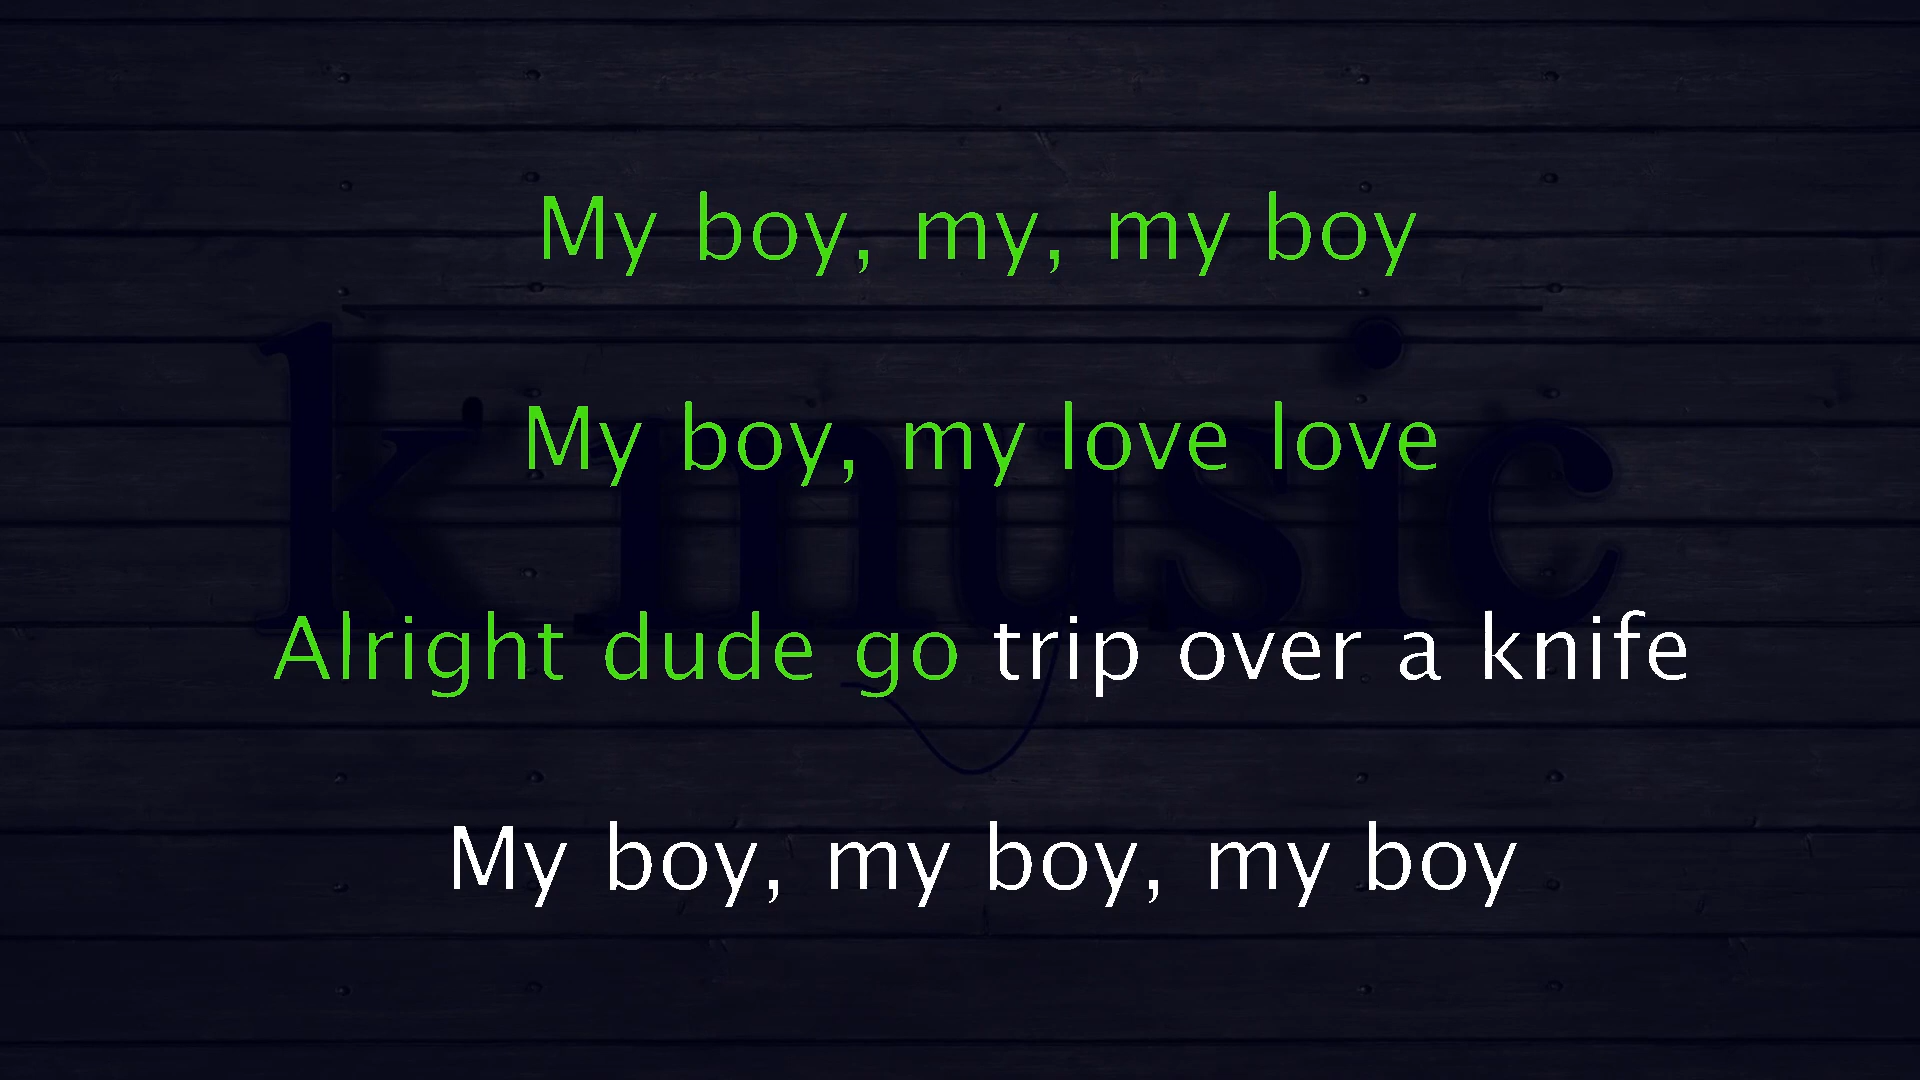 My boy, my, my boy
My boy, my love love
k music
Alright dude go trip over a knife
My boy, my boy, my boy